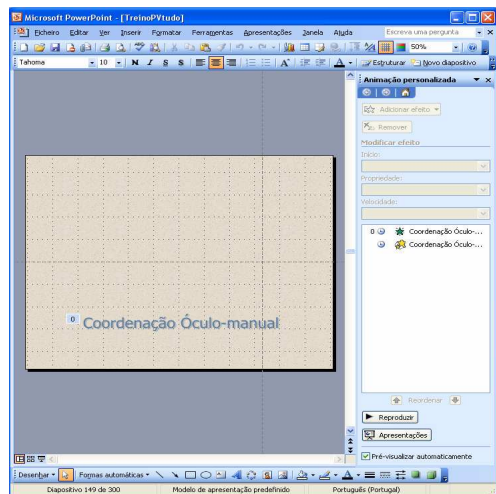 Microsoft PowerPoint - [TreinoPVtudo]
Ficheiro Editar Ver Inserir Formatar Ferramentas Apresentações Janela Ajuda Escreva uma pergunta
50%
Tahoma 10 N I S S A A Estruturar Novo diapositivo
Animação personalizada
Adicionar efeito
Remover
Modificar efeito
Início:
Propriedade:
Velocidade:
0 Coordenação Óculo-...
Coordenação Óculo-...
0 Coordenação Óculo-manual
Reordenar
Reproduzir
Apresentações
Pré-visualizar automaticamente
Desenhar Formas automáticas A
Diapositivo 149 de 300 Modelo de apresentação predefinido Português (Portugal)